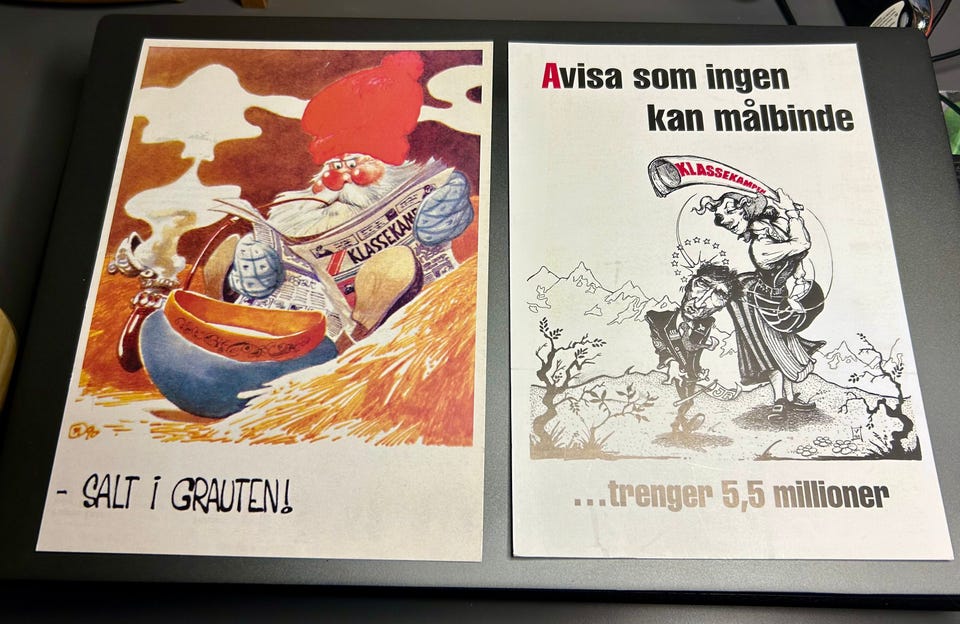 KLASSEKAMP
- SALT i GRAUTEN!
Avisa som ingen
kan målbinde
KLASSEKAMPEN
...trenger 5,5 millioner